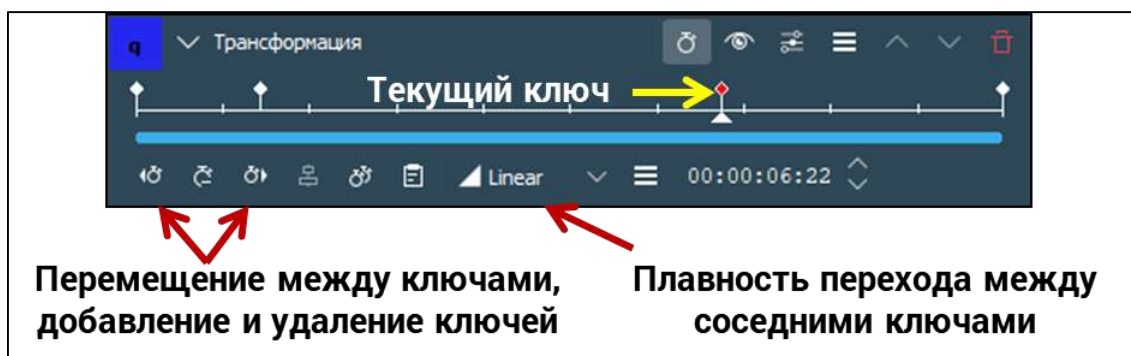 q Трансформация
Текущий ключ
Linear 00:00:06:22
Перемещение между ключами,
добавление и удаление ключей
Плавность перехода между
соседними ключами